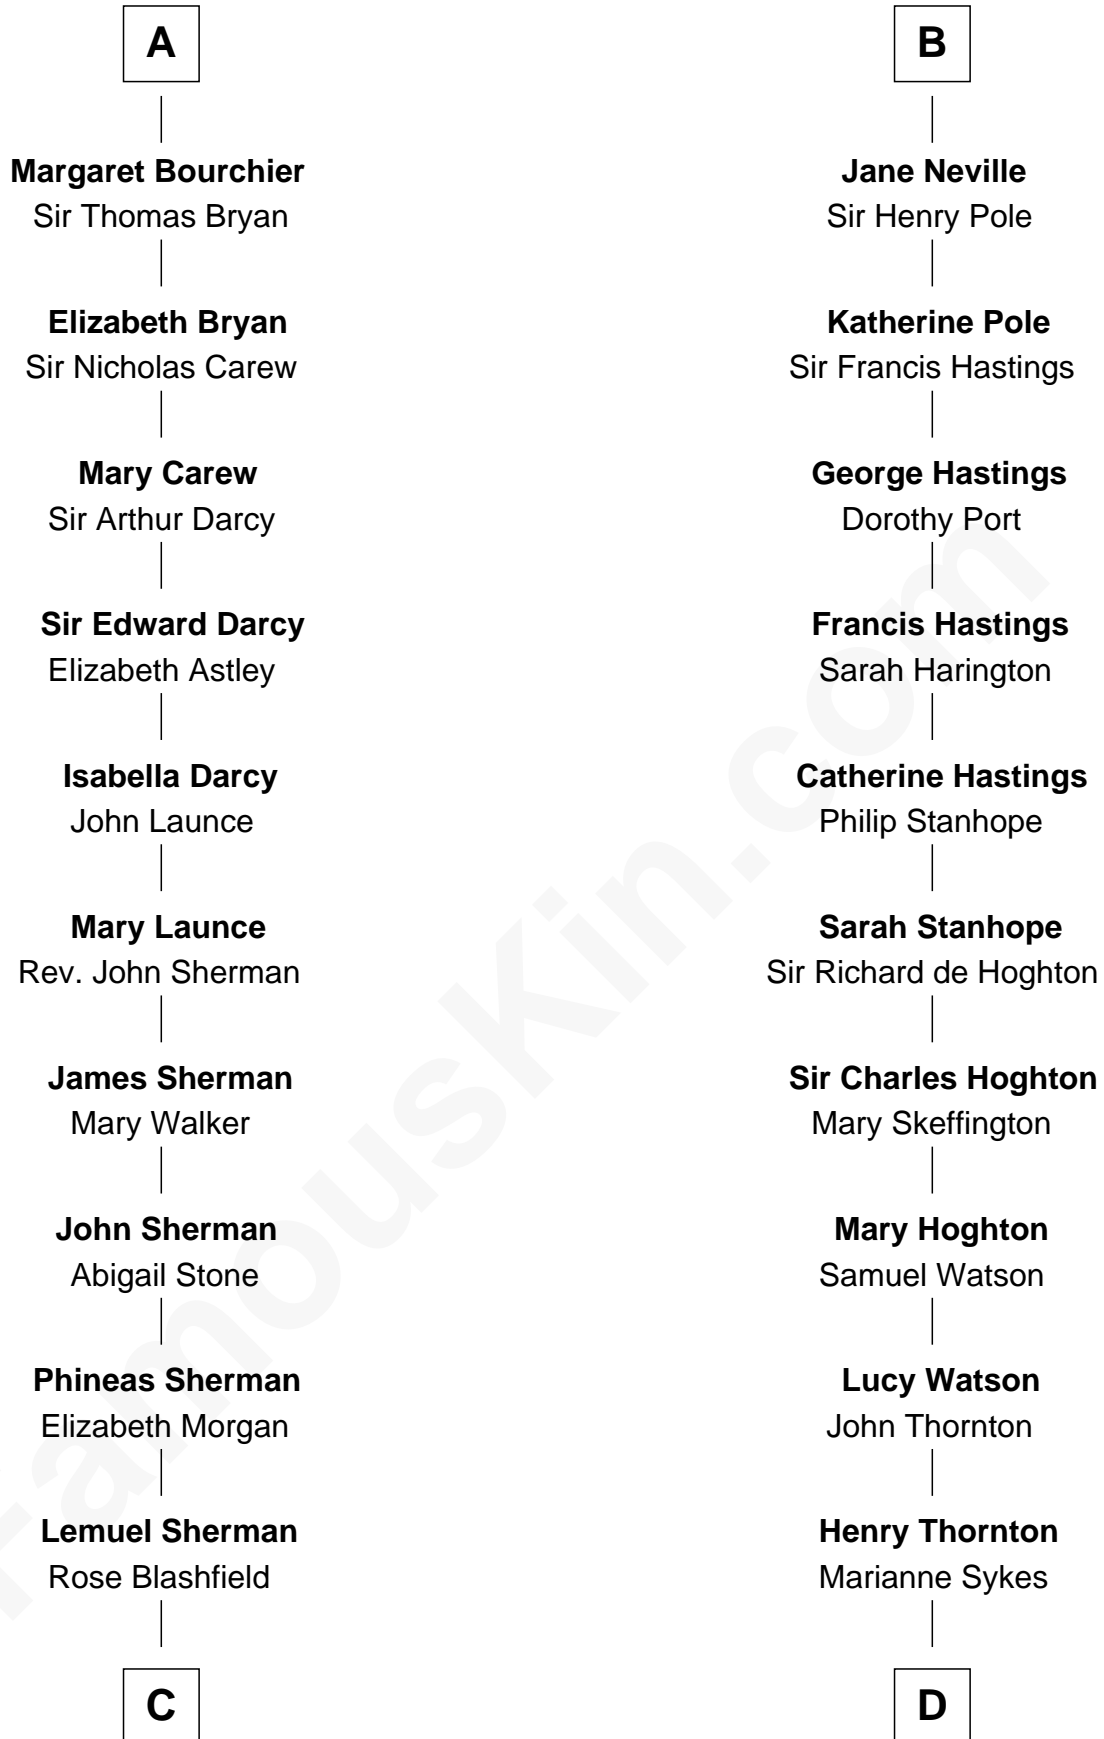 A
Margaret Bourchier
Sir Thomas Bryan
Elizabeth Bryan
Sir Nicholas Carew
Mary Carew
Sir Arthur Darcy
Sir Edward Darcy
Elizabeth Astley
Isabella Darcy
John Launce
Mary Launce
Rev. John Sherman
James Sherman
Mary Walker
John Sherman
Abigail Stone
Phineas Sherman
Elizabeth Morgan
Lemuel Sherman
Rose Blashfield
C
B
Jane Neville
Sir Henry Pole
Katherine Pole
Sir Francis Hastings
George Hastings
Dorothy Port
Francis Hastings
Sarah Harington
Catherine Hastings
Philip Stanhope
Sarah Stanhope
Sir Richard de Hoghton
Sir Charles Hoghton
Mary Skeffington
Mary Hoghton
Samuel Watson
Lucy Watson
John Thornton
Henry Thornton
Marianne Sykes
D
FamousKin.com